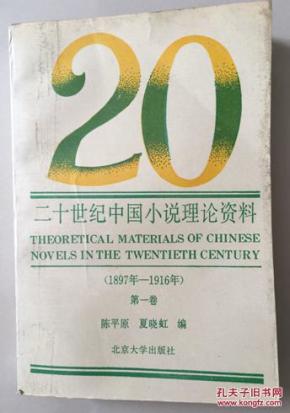 20
二十世纪中国小说理论资料
THEORETICAL MATERIALS OF CHINESE
NOVELS IN THE TWENTIETH CENTURY
(1897年—1916年)
第一卷
陈平原 夏晓虹 编
北京大学出版社
孔夫子旧书网